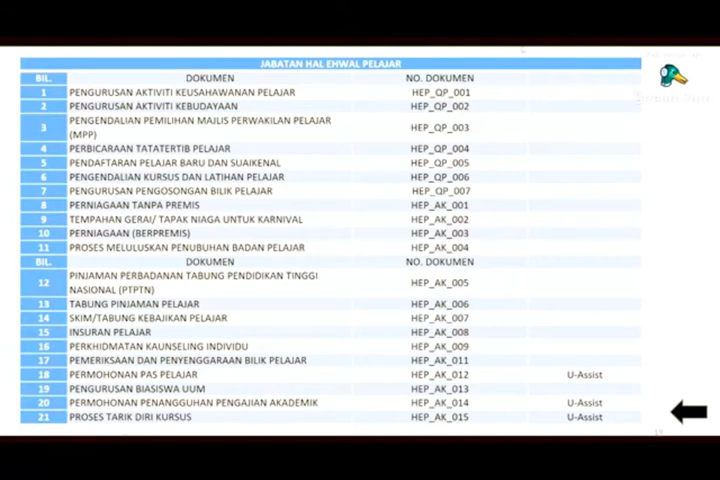 JABATAN HAL EHWAL PELAJAR
BIL. DOKUMEN NO. DOKUMEN
1 PENGURUSAN AKTIVITI KEUSAHAWANAN PELAJAR HEP_QP_001
2 PENGURUSAN AKTIVITI KEBUDAYAAN HEP_QP_002
3 PENGENDALIAN PEMILIHAN MAJLIS PERWAKILAN PELAJAR
(MPP) HEP_QP_003
4 PERBICARAAN TATATERTIB PELAJAR HEP_QP_004
5 PENDAFTARAN PELAJAR BARU DAN SUAIKENAL HEP_QP_005
6 PENGENDALIAN KURSUS DAN LATIHAN PELAJAR HEP_QP_006
7 PENGURUSAN PENGOSONGAN BILIK PELAJAR HEP_QP_007
8 PERNIAGAAN TANPA PREMIS HEP_AK_001
9 TEMPAHAN GERAI/ TAPAK NIAGA UNTUK KARNIVAL HEP_AK_002
10 PERNIAGAAN (BERPREMIS) HEP_AK_003
11 PROSES MELULUSKAN PENUBUHAN BADAN PELAJAR HEP_AK_004
BIL. DOKUMEN NO. DOKUMEN
12 PINJAMAN PERBADANAN TABUNG PENDIDIKAN TINGGI
NASIONAL (PTPTN) HEP_AK_005
13 TABUNG PINJAMAN PELAJAR HEP_AK_006
14 SKIM/TABUNG KEBAJIKAN PELAJAR HEP_AK_007
15 INSURAN PELAJAR HEP_AK_008
16 PERKHIDMATAN KAUNSELING INDIVIDU HEP_AK_009
17 PEMERIKSAAN DAN PENYENGGARAAN BILIK PELAJAR HEP_AK_011
18 PERMOHONAN PAS PELAJAR HEP_AK_012 U-Assist
19 PENGURUSAN BIASISWA UUM HEP_AK_013
20 PERMOHONAN PENANGGUHAN PENGAJIAN AKADEMIK HEP_AK_014 U-Assist
21 PROSES TARIK DIRI KURSUS HEP_AK_015 U-Assist